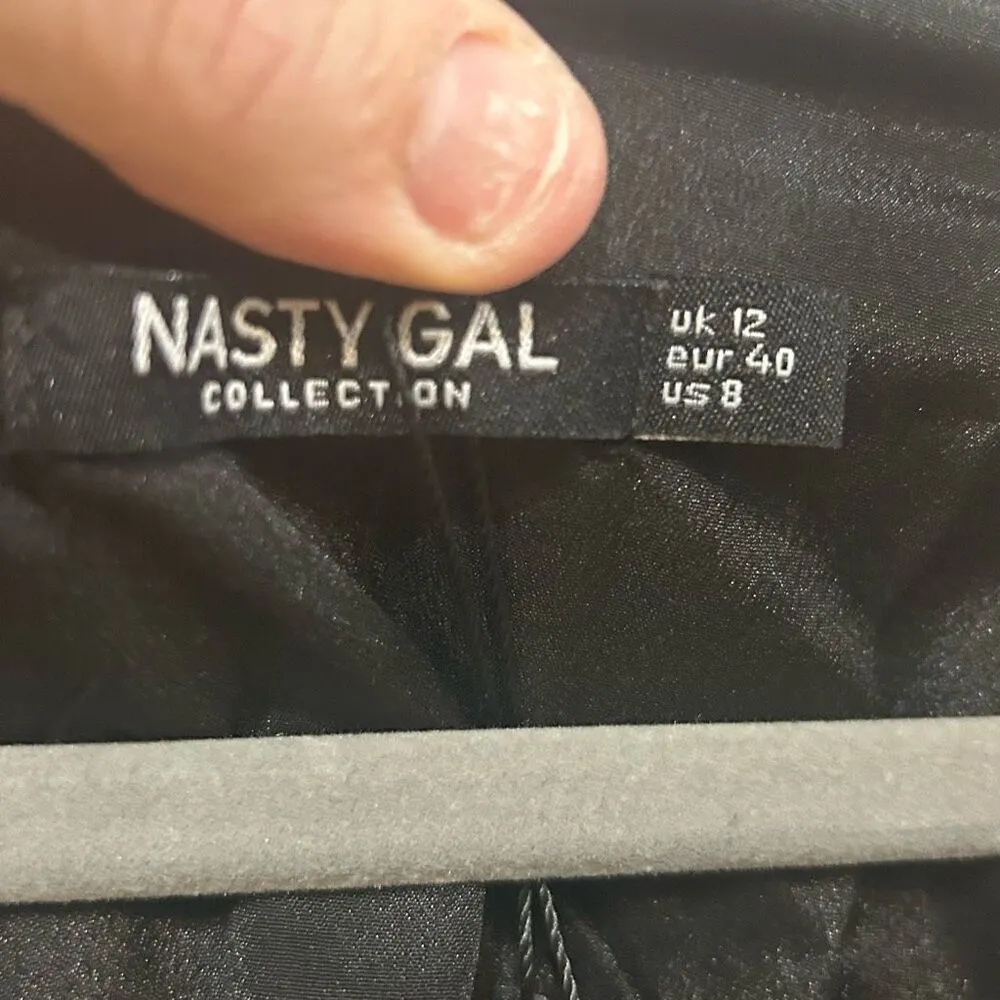 NASTY GAL
COLLECTION
uk 12
eur 40
us 8